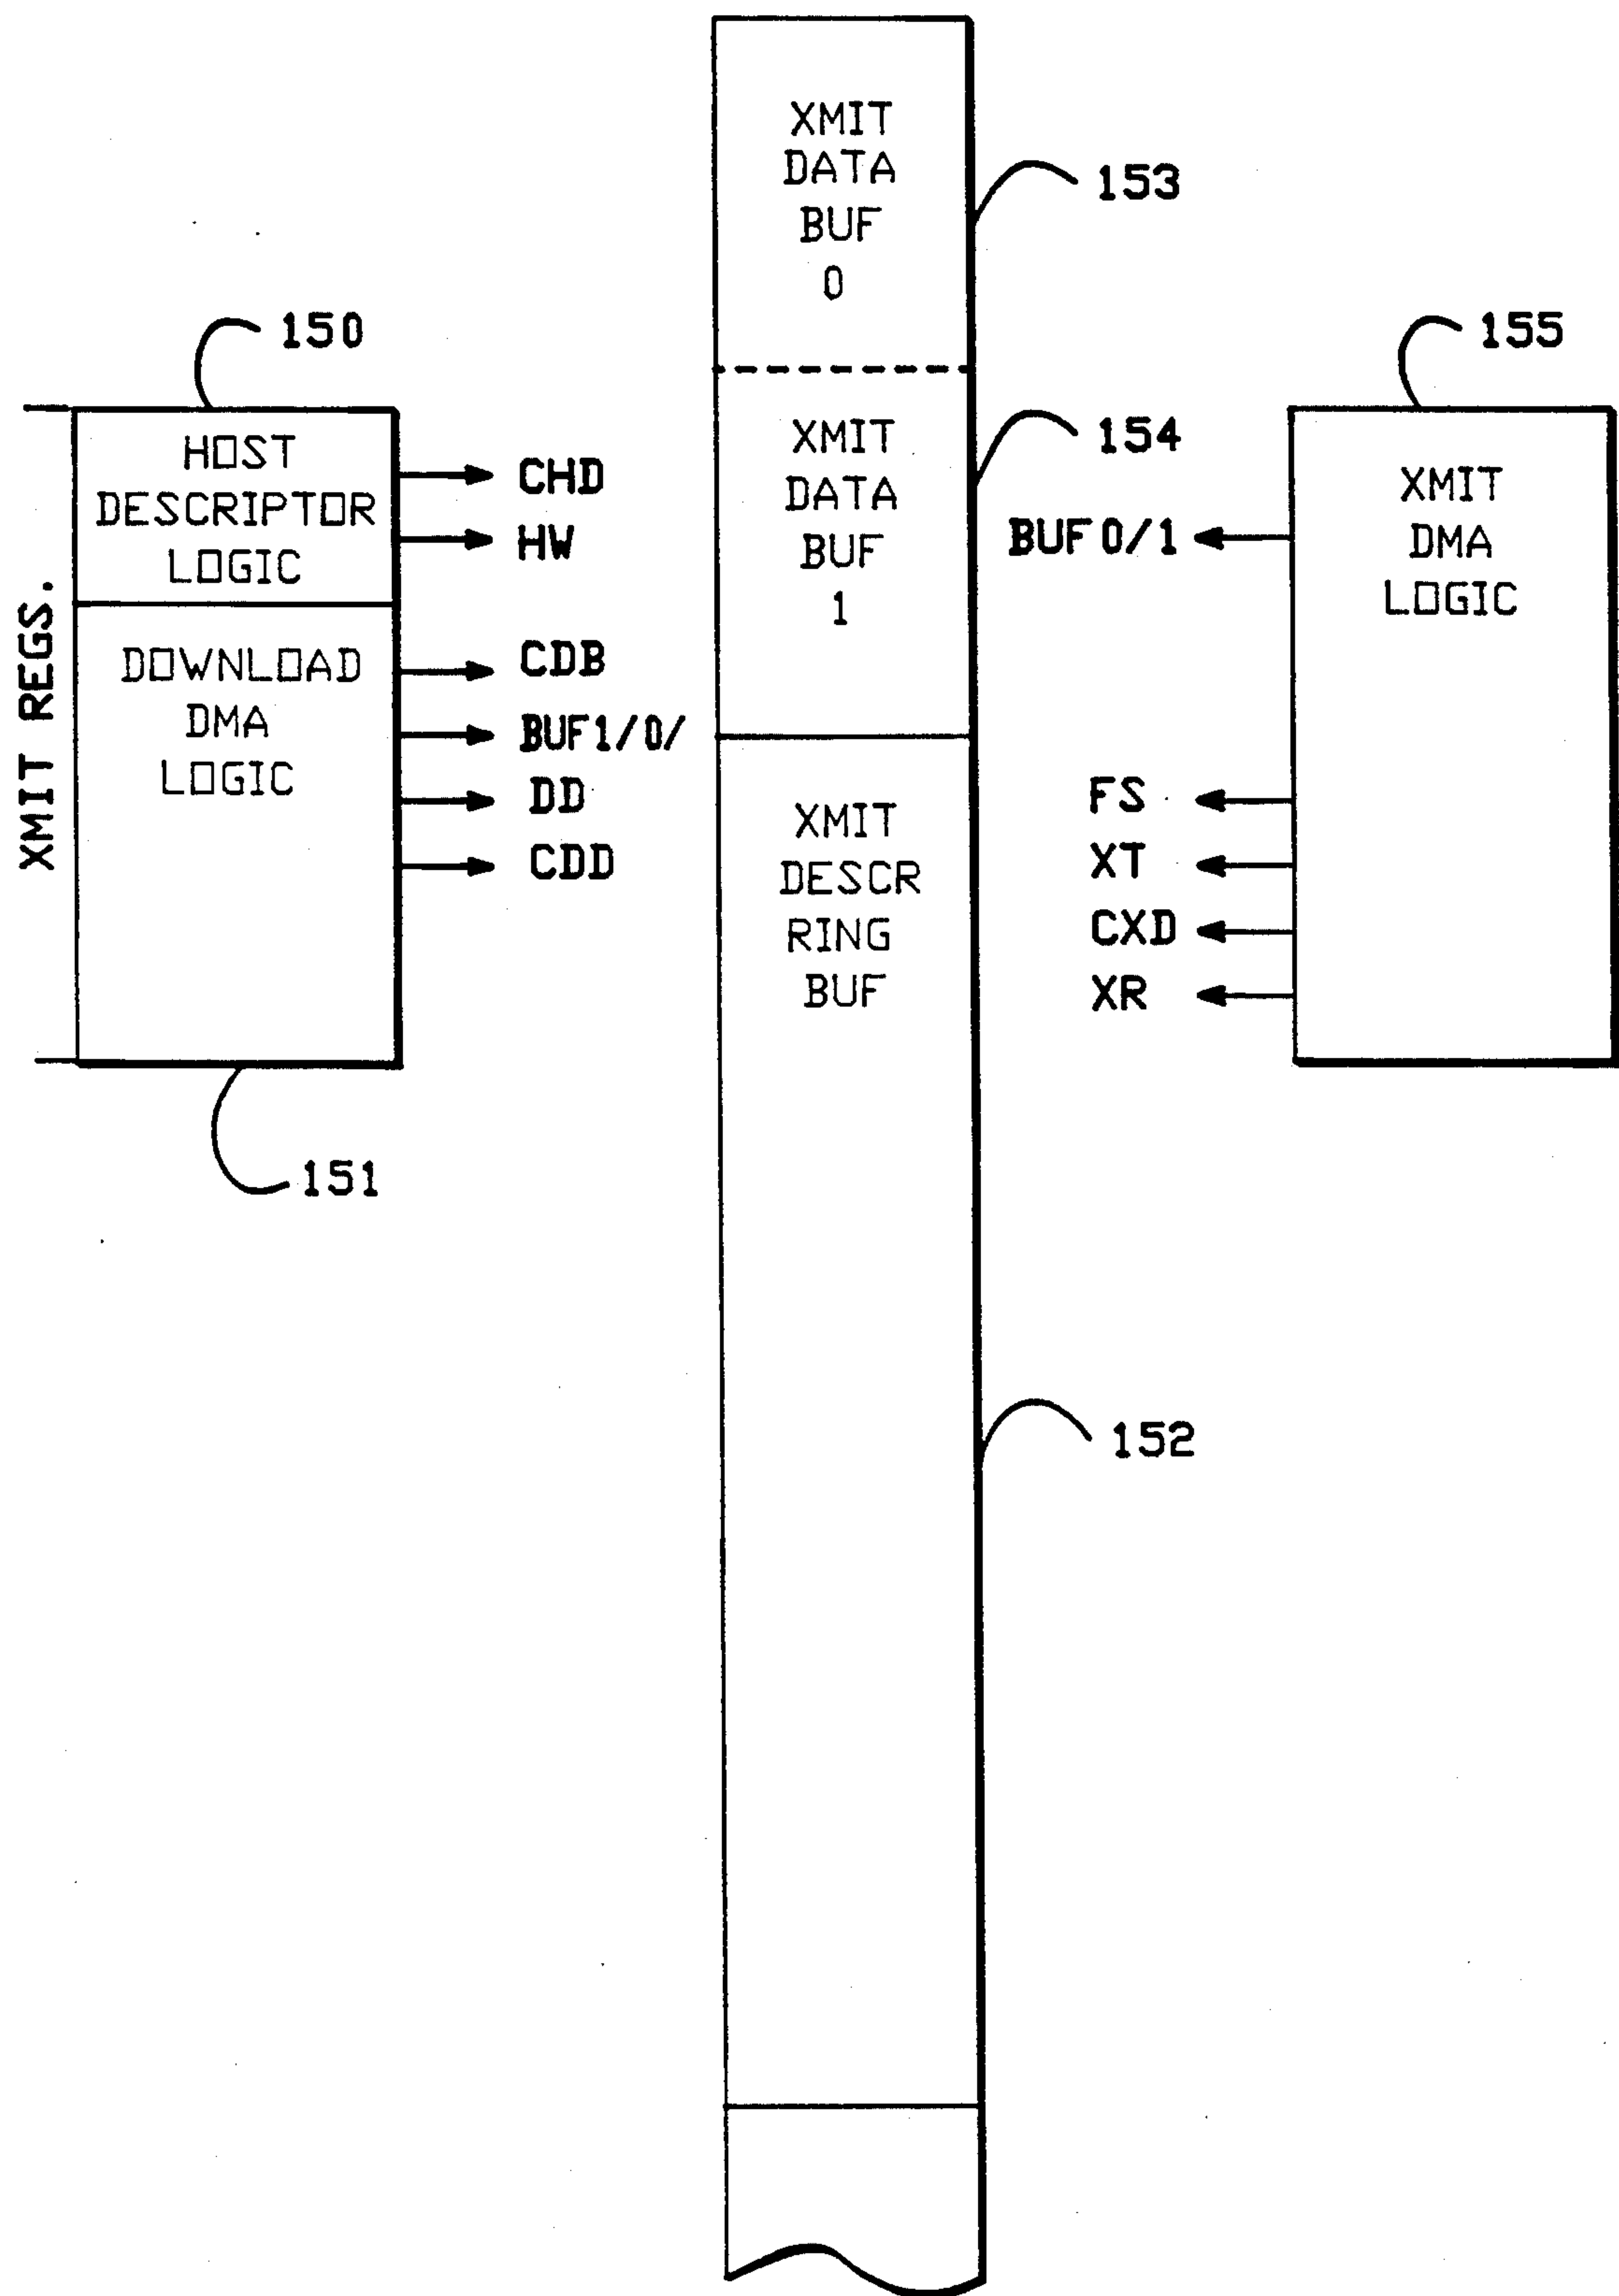 XMIT
DATA
BUF
0
153
150
155
HOST
DESCRIPTOR
LOGIC
CHD
HW
XMIT
DATA
BUF
1
154
BUF 0/1
XMIT
DMA
LOGIC
XMIT REGS.
DOWNLOAD
DMA
LOGIC
CDB
BUF1/0/
DD
CDD
XMIT
DESCR
RING
BUF
FS
XT
CXD
XR
151
152